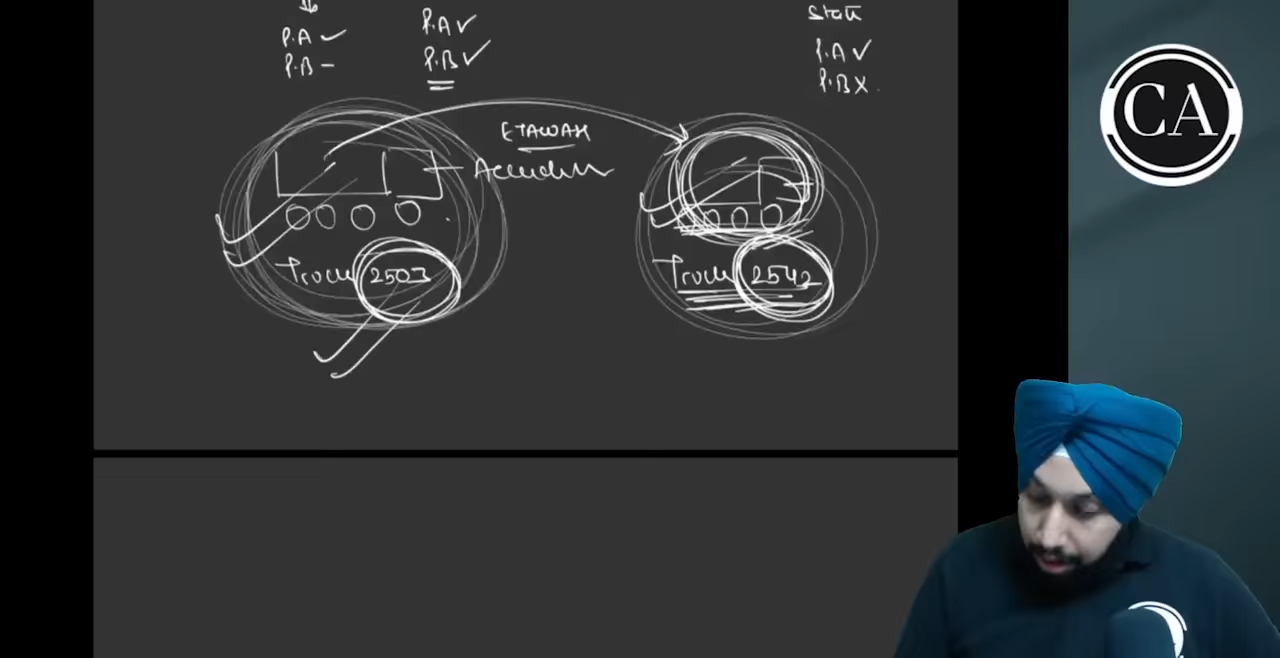 State
P.A ✓
P.B –
P.A ✓
P.B ✓
P.A ✓
P.B X
CA
ETAWAH
Truck 2503
Truck 2542